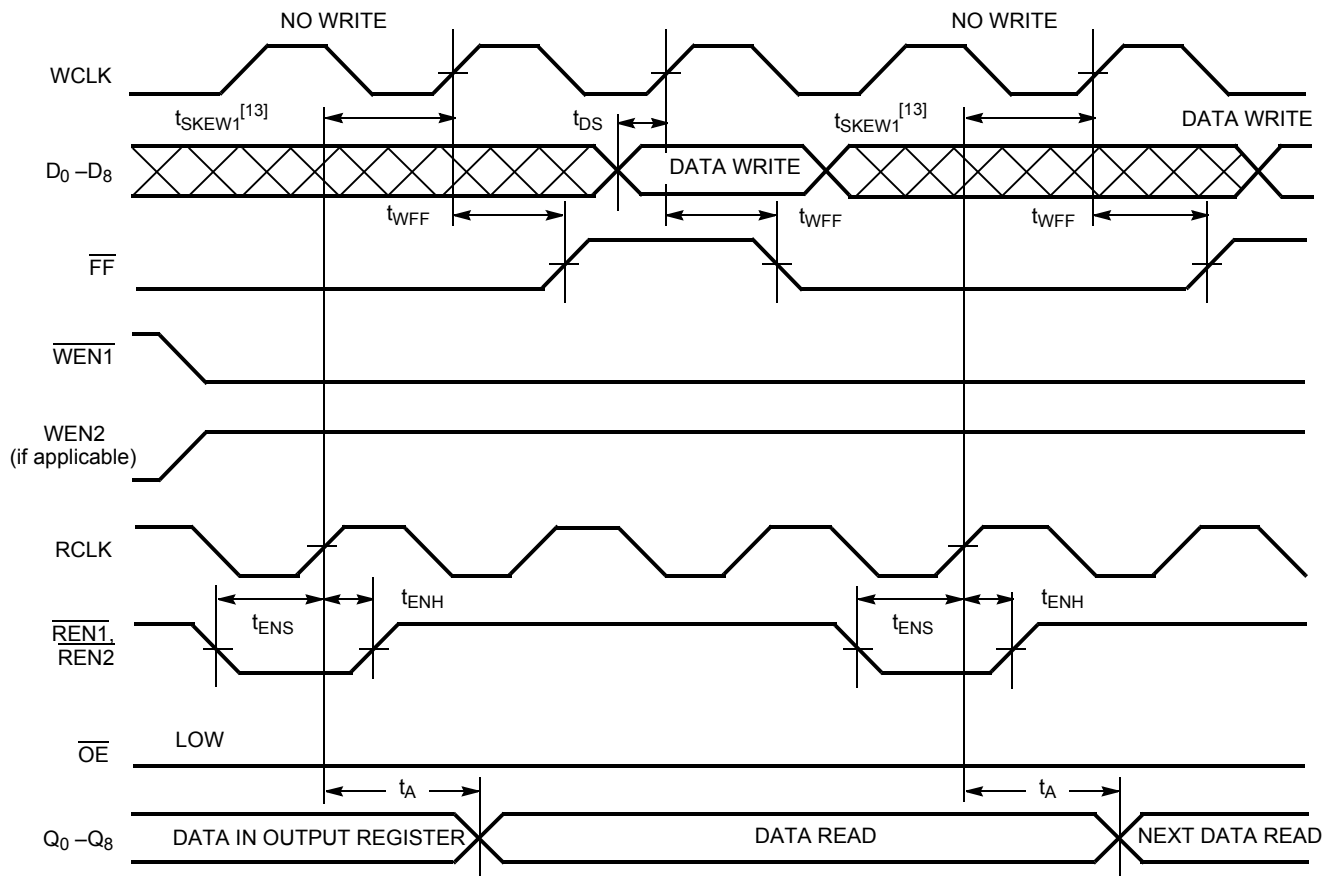 NO WRITE NO WRITE
WCLK
tSKEW1[13] tDS tSKEW1[13] DATA WRITE
D0 –D8 DATA WRITE
tWFF tWFF tWFF
FF
WEN1
WEN2
(if applicable)
RCLK
tENH tENH
tENS tENS
REN1,
REN2
LOW
OE
tA tA
Q0 –Q8 DATA IN OUTPUT REGISTER DATA READ NEXT DATA READ